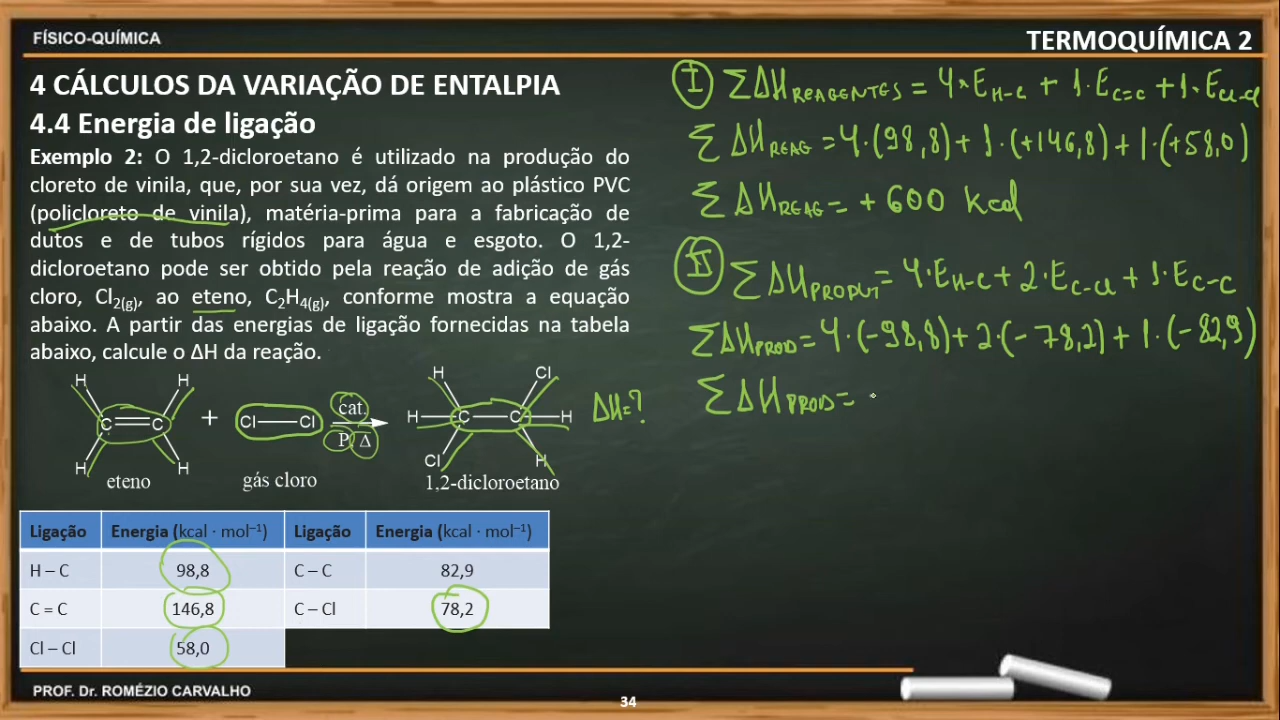 FÍSICO-QUÍMICA
TERMOQUÍMICA 2
4 CÁLCULOS DA VARIAÇÃO DE ENTALPIA
4.4 Energia de ligação
Exemplo 2: O 1,2-dicloroetano é utilizado na produção do
cloreto de vinila, que, por sua vez, dá origem ao plástico PVC
(policloreto de vinila), matéria-prima para a fabricação de
dutos e de tubos rígidos para água e esgoto. O 1,2-
dicloroetano pode ser obtido pela reação de adição de gás
cloro, Cl2(g), ao eteno, C2H4(g), conforme mostra a equação
abaixo. A partir das energias de ligação fornecidas na tabela
abaixo, calcule o ΔH da reação.
H H
C=C
H H
eteno
+
Cl—Cl
gás cloro
cat.
P Δ
H Cl
H—C—C—H
Cl H
1,2-dicloroetano
ΔH=?
Ligação Energia (kcal · mol⁻¹) Ligação Energia (kcal · mol⁻¹)
H – C 98,8 C – C 82,9
C = C 146,8 C – Cl 78,2
Cl – Cl 58,0
I ΣΔH REAGENTES = 4·E H-C + 1·E C=C + 1·E Cl-Cl
ΣΔH REAG = 4·(98,8) + 1·(+146,8) + 1·(+58,0)
ΣΔH REAG = +600 kcal
II ΣΔH PRODUT = 4·E H-C + 2·E C-Cl + 1·E C-C
ΣΔH PROD = 4·(-98,8) + 2·(-78,2) + 1·(-82,9)
ΣΔH PROD =
PROF. Dr. ROMÉZIO CARVALHO
34